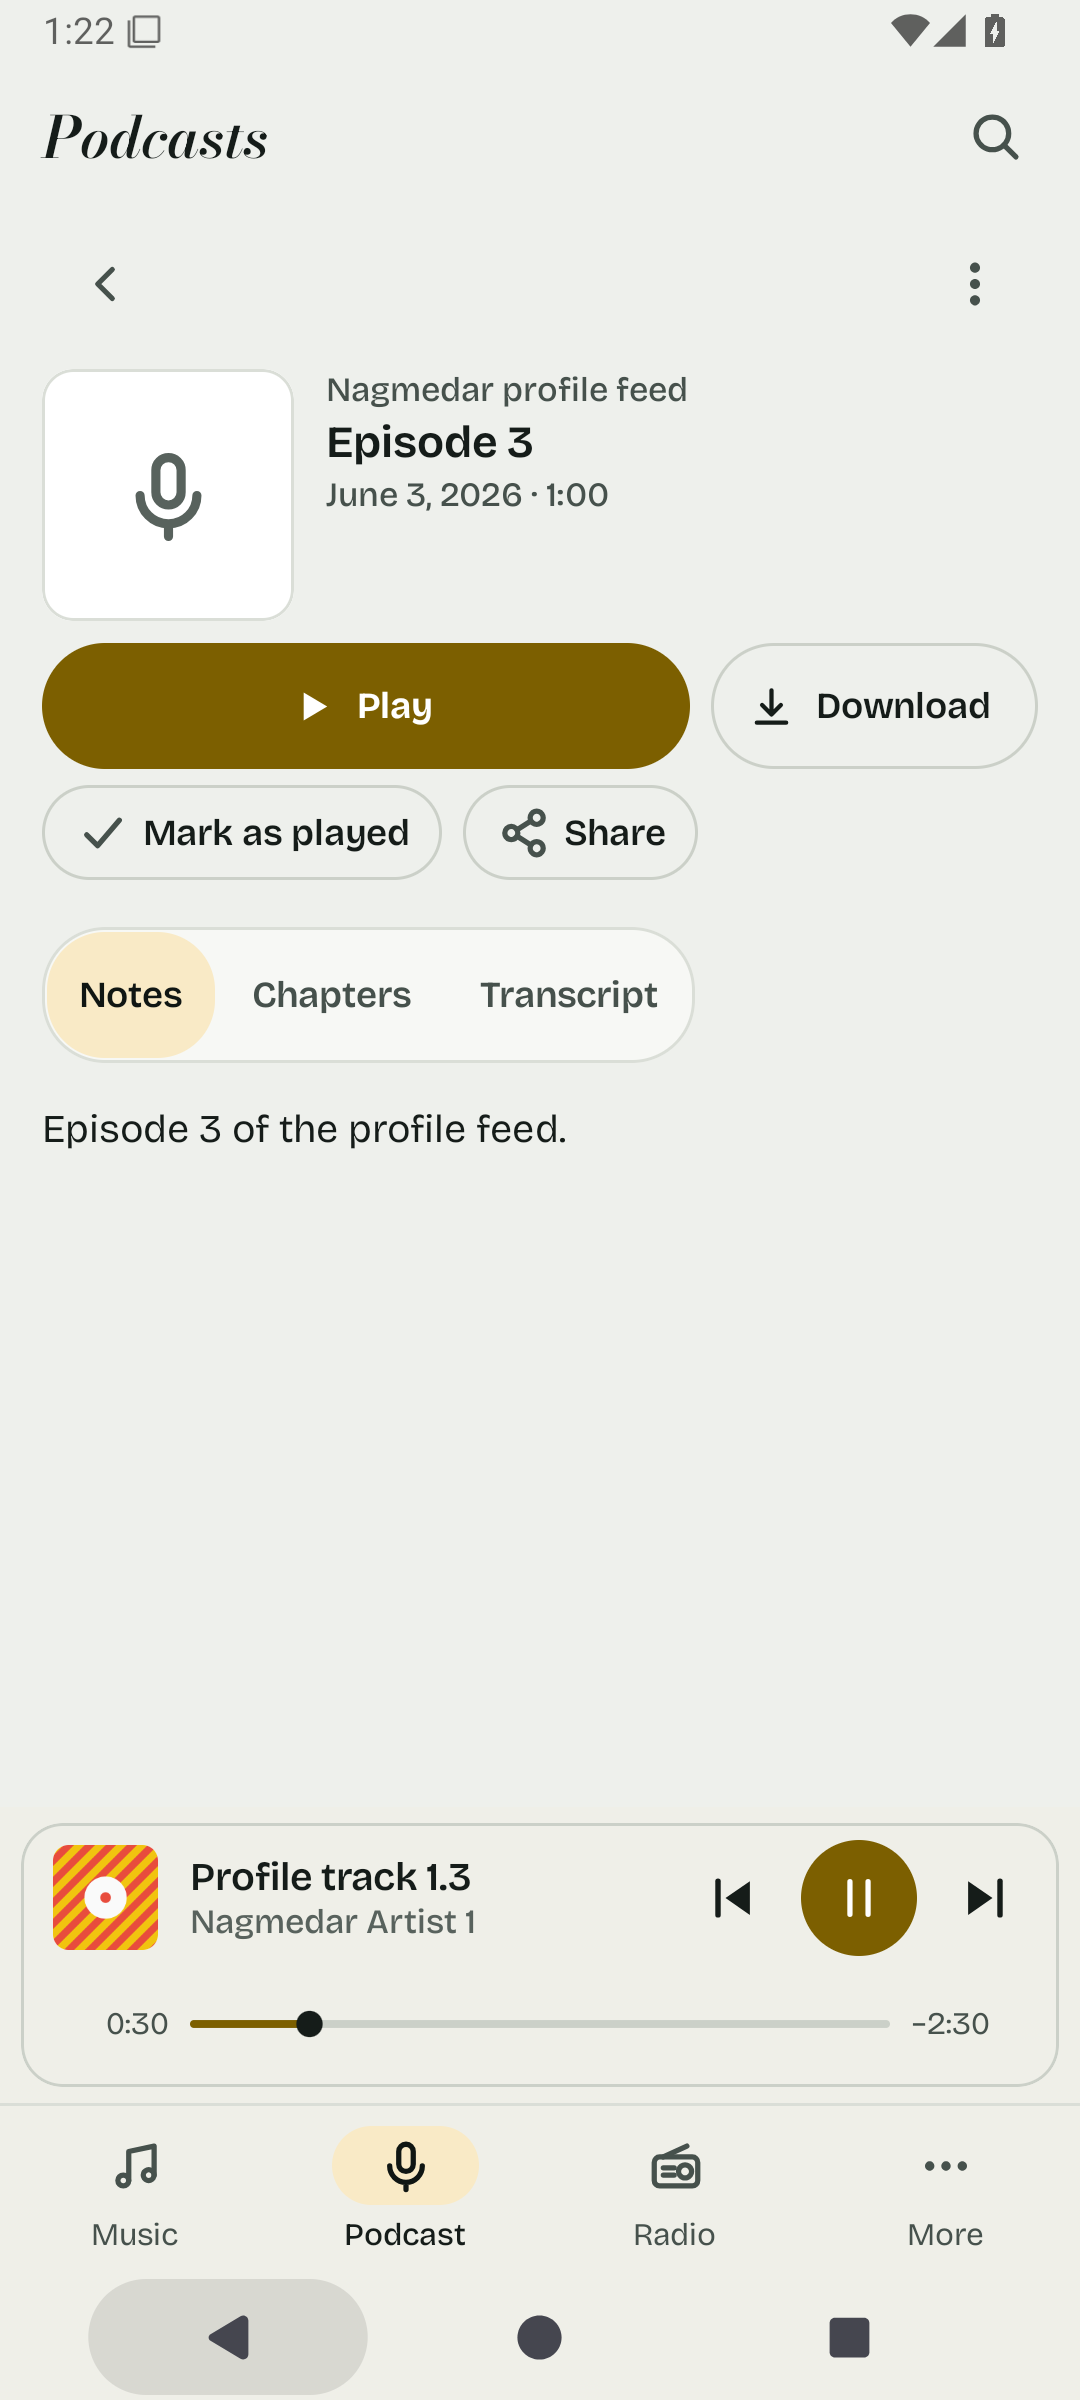 1:22
Podcasts
Nagmedar profile feed
Episode 3
June 3, 2026 · 1:00
Play
Download
Mark as played
Share
Notes
Chapters
Transcript
Episode 3 of the profile feed.
Profile track 1.3
Nagmedar Artist 1
0:30
-2:30
Music
Podcast
Radio
More